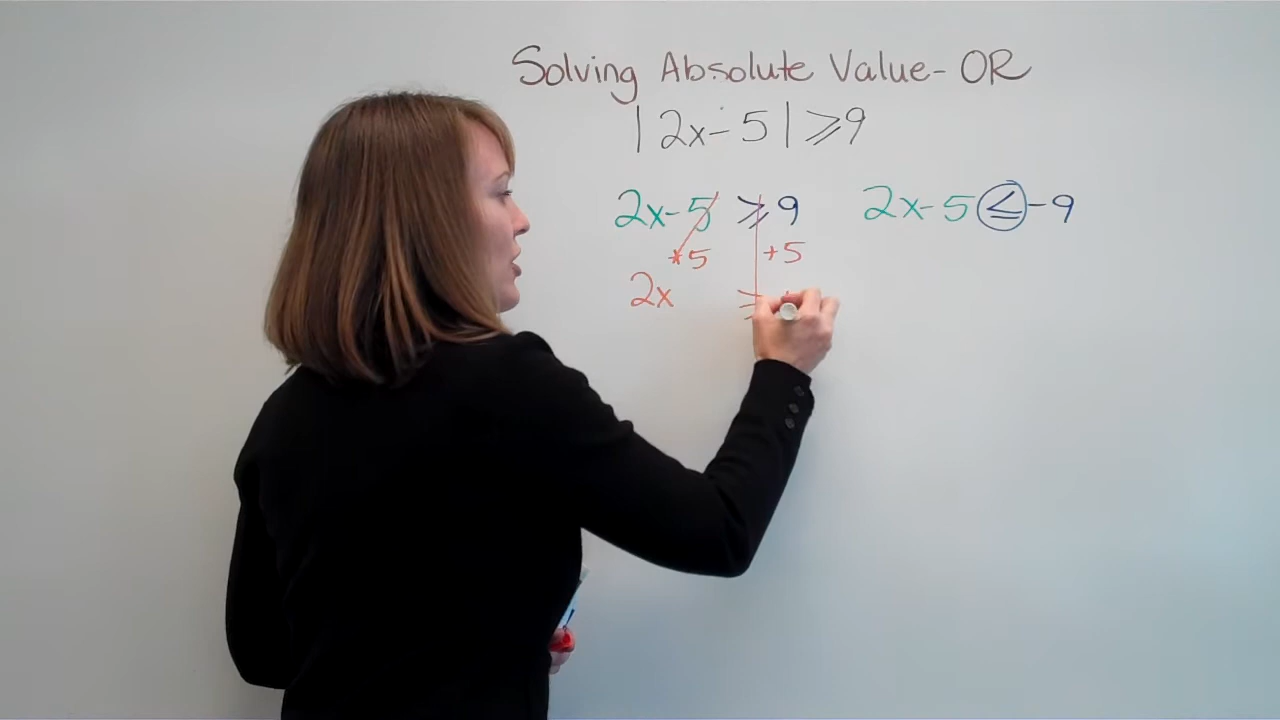 Solving Absolute Value - OR
|2x - 5| ≥ 9
2x - 5 ≥ 9 2x - 5 ≤ -9
+5 +5
2x ≥